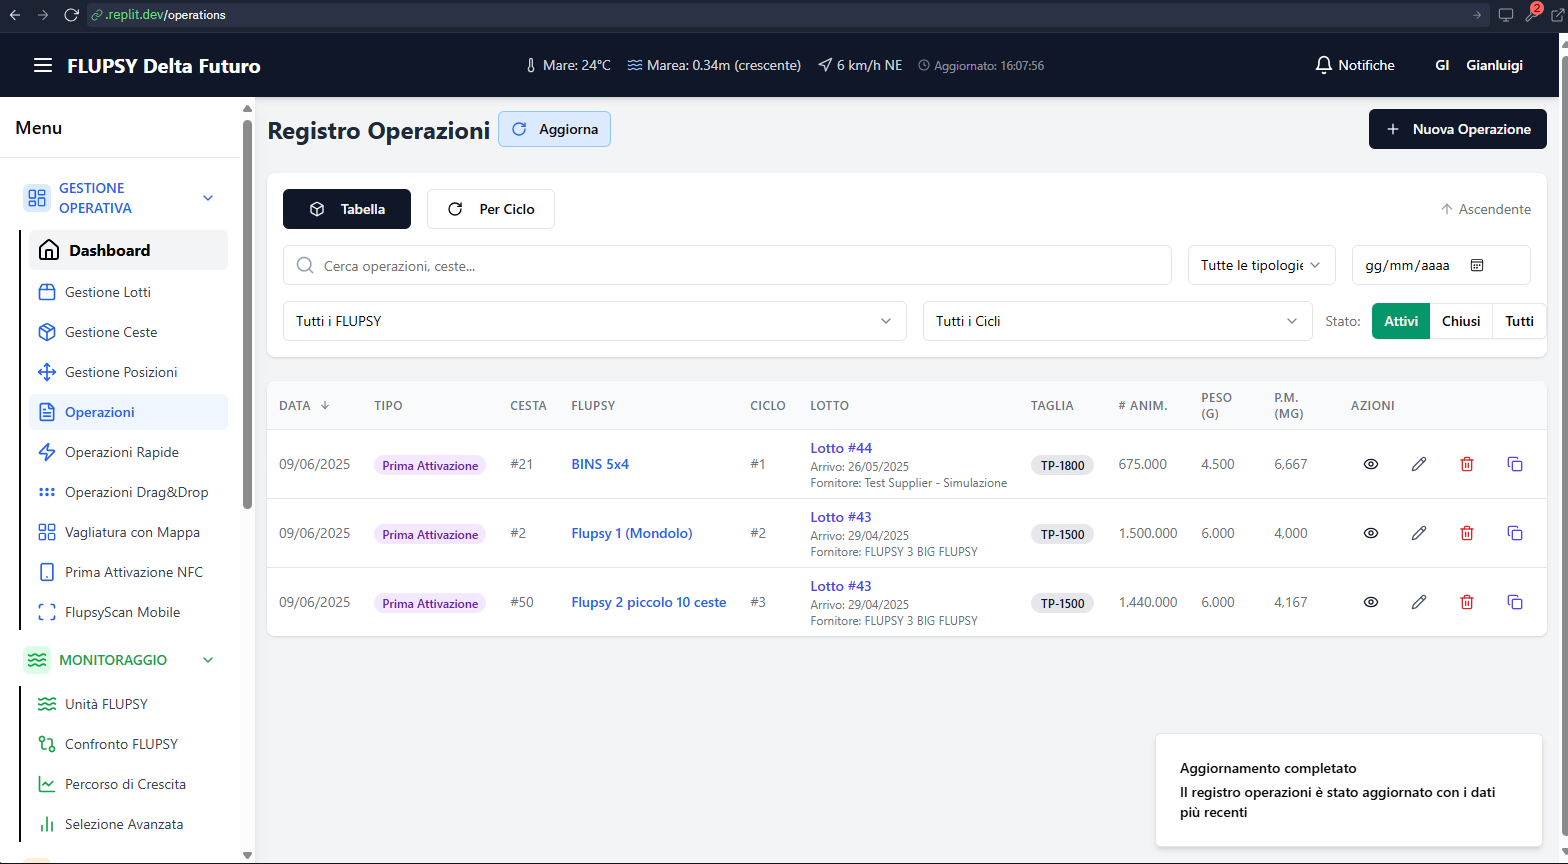 .replit.dev/operations
2
FLUPSY Delta Futuro
Mare: 24°C
Marea: 0.34m (crescente)
6 km/h NE
Aggiornato: 16:07:56
Notifiche
GI
Gianluigi
Menu
GESTIONE
OPERATIVA
Dashboard
Gestione Lotti
Gestione Ceste
Gestione Posizioni
Operazioni
Operazioni Rapide
Operazioni Drag&Drop
Vagliatura con Mappa
Prima Attivazione NFC
FlupsyScan Mobile
MONITORAGGIO
Unità FLUPSY
Confronto FLUPSY
Percorso di Crescita
Selezione Avanzata
Registro Operazioni
Aggiorna
Nuova Operazione
Tabella
Per Ciclo
Ascendente
Cerca operazioni, ceste...
Tutte le tipologie
gg/mm/aaaa
Tutti i FLUPSY
Tutti i Cicli
Stato:
Attivi
Chiusi
Tutti
DATA TIPO CESTA FLUPSY CICLO LOTTO TAGLIA # ANIM. PESO (G) P.M. (MG) AZIONI
09/06/2025 Prima Attivazione #21 BINS 5x4 #1 Lotto #44
Arrivo: 26/05/2025
Fornitore: Test Supplier - Simulazione
TP-1800 675.000 4.500 6,667
09/06/2025 Prima Attivazione #2 Flupsy 1 (Mondolo) #2 Lotto #43
Arrivo: 29/04/2025
Fornitore: FLUPSY 3 BIG FLUPSY
TP-1500 1.500.000 6.000 4,000
09/06/2025 Prima Attivazione #50 Flupsy 2 piccolo 10 ceste #3 Lotto #43
Arrivo: 29/04/2025
Fornitore: FLUPSY 3 BIG FLUPSY
TP-1500 1.440.000 6.000 4,167
Aggiornamento completato
Il registro operazioni è stato aggiornato con i dati
più recenti